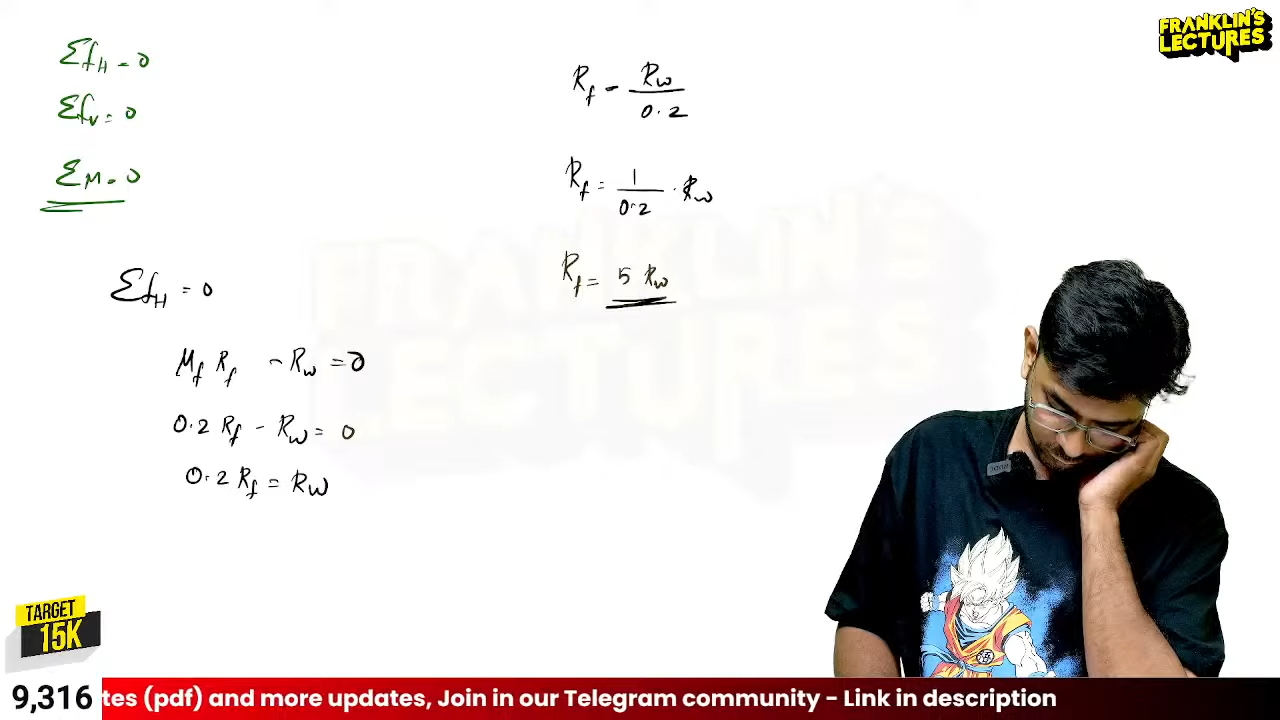 FRANKLIN'S
LECTURES
Σf_H = 0
Σf_V = 0
ΣM = 0
Σf_H = 0
μ_f R_f - R_w = 0
0.2 R_f - R_w = 0
0.2 R_f = R_w
R_f = R_w / 0.2
R_f = 1 / 0.2 · R_w
R_f = 5 R_w
FRANKLIN'S
LECTURES
TARGET
15K
9,316
tes (pdf) and more updates, Join in our Telegram community - Link in description